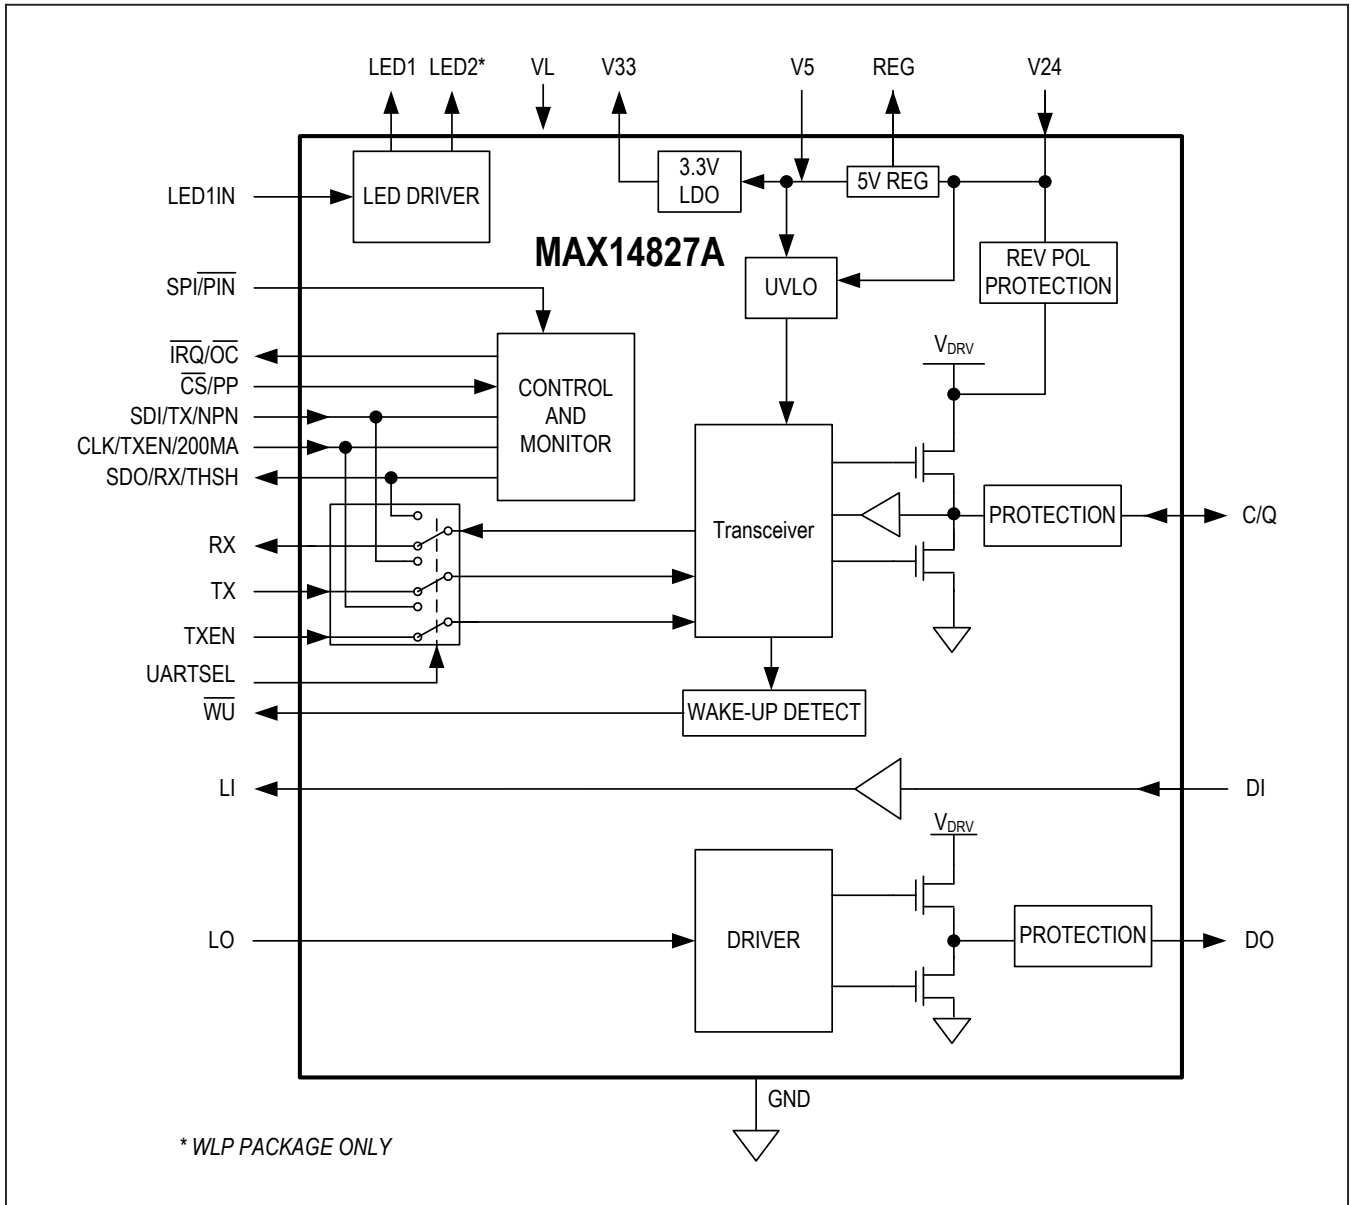 LED1 LED2* VL V33 V5 REG V24
LED1IN
LED DRIVER
3.3V
LDO
5V REG
MAX14827A
UVLO
REV POL
PROTECTION
SPI/PIN
IRQ/OC
CS/PP
SDI/TX/NPN
CLK/TXEN/200MA
SDO/RX/THSH
CONTROL
AND
MONITOR
VDRV
RX
TX
TXEN
UARTSEL
WU
Transceiver
PROTECTION
C/Q
WAKE-UP DETECT
LI
DI
VDRV
LO
DRIVER
PROTECTION
DO
GND
* WLP PACKAGE ONLY